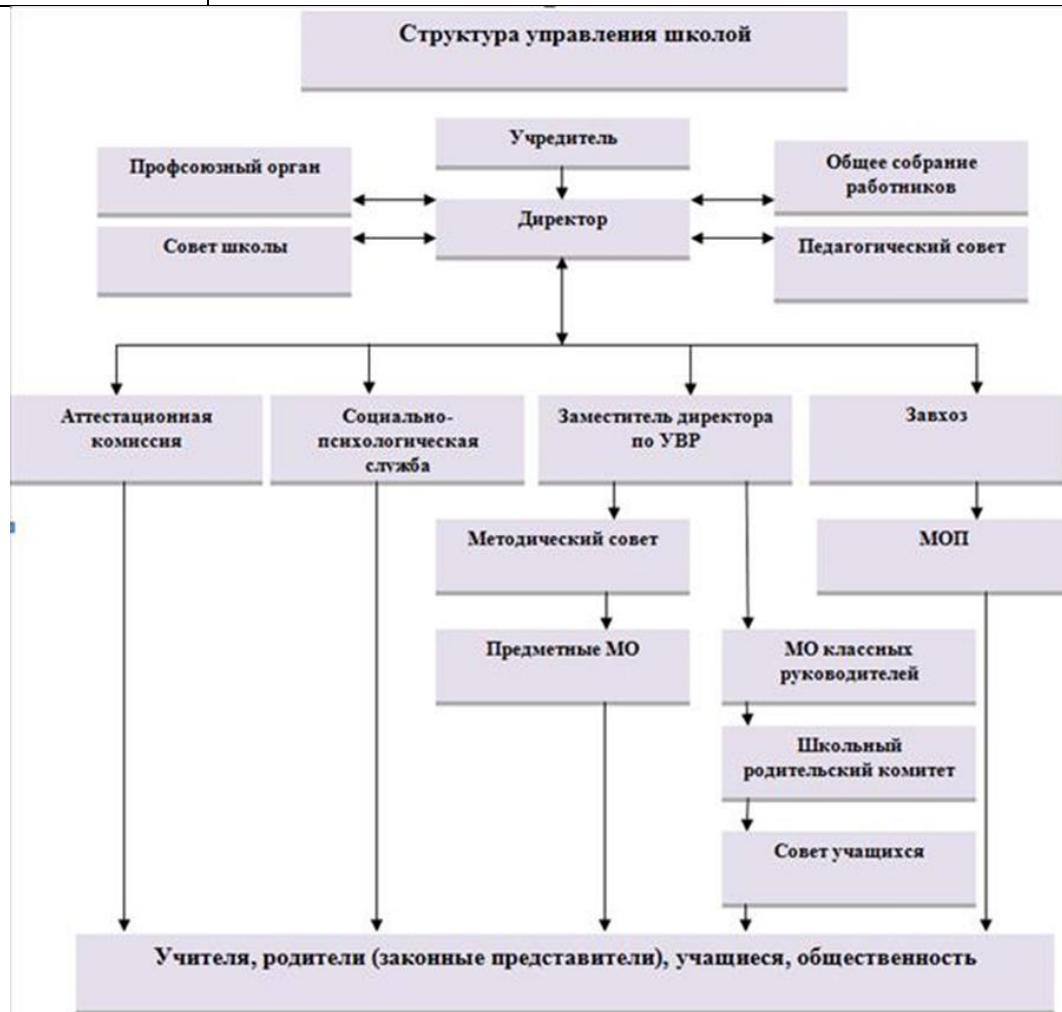 Структура управления школой
Учредитель
Профсоюзный орган
Общее собрание
работников
Директор
Совет школы
Педагогический совет
Аттестационная
комиссия
Социально-
психологическая
служба
Заместитель директора
по УВР
Завхоз
Методический совет
МОП
Предметные МО
МО классных
руководителей
Школьный
родительский комитет
Совет учащихся
Учителя, родители (законные представители), учащиеся, общественность